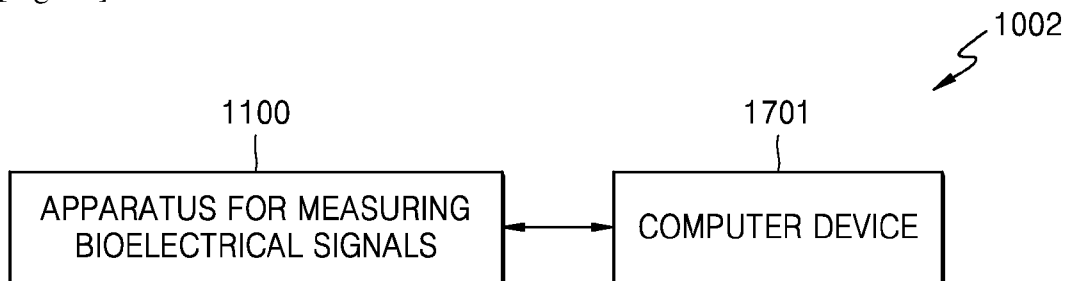 1002
1100
1701
APPARATUS FOR MEASURING
BIOELECTRICAL SIGNALS
COMPUTER DEVICE